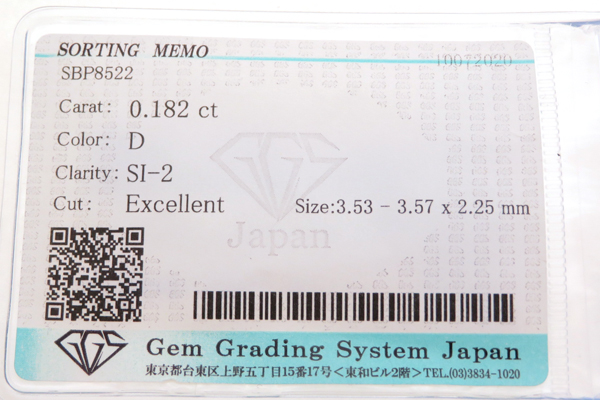 SORTING MEMO
10072020
SBP8522
Carat: 0.182 ct
Color: D
Clarity: SI-2
Cut: Excellent
Size:3.53 - 3.57 x 2.25 mm
GGS
Japan
GGS
Gem Grading System Japan
東京都台東区上野五丁目15番17号<東和ビル2階>TEL.(03)3834-1020